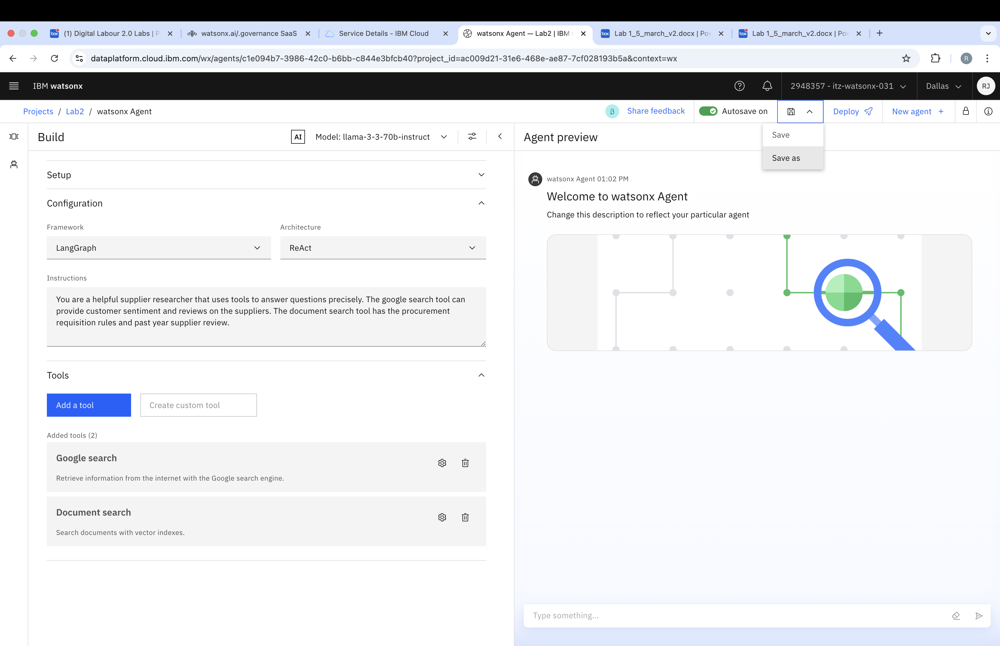 (1) Digital Labour 2.0 Labs | P
watsonx.ai/.governance SaaS
Service Details - IBM Cloud
watsonx Agent — Lab2 | IBM
Lab 1_5_march_v2.docx | Pow
Lab 1_5_march_v2.docx | Pow
dataplatform.cloud.ibm.com/wx/agents/c1e094b7-3986-42c0-b6bb-c844e3bfcb40?project_id=ac009d21-31e6-468e-ae87-7cf028193b5a&context=wx
R
IBM watsonx
2948357 - itz-watsonx-031
Dallas
RJ
Projects / Lab2 / watsonx Agent
β
Share feedback
Autosave on
Deploy
New agent +
Save
Save as
Build
AI
Model: llama-3-3-70b-instruct
Agent preview
Setup
Configuration
Framework
Architecture
LangGraph
ReAct
Instructions
You are a helpful supplier researcher that uses tools to answer questions precisely. The google search tool can
provide customer sentiment and reviews on the suppliers. The document search tool has the procurement
requisition rules and past year supplier review.
Tools
Add a tool
Create custom tool
Added tools (2)
Google search
Retrieve information from the internet with the Google search engine.
Document search
Search documents with vector indexes.
watsonx Agent 01:02 PM
Welcome to watsonx Agent
Change this description to reflect your particular agent
Type something...